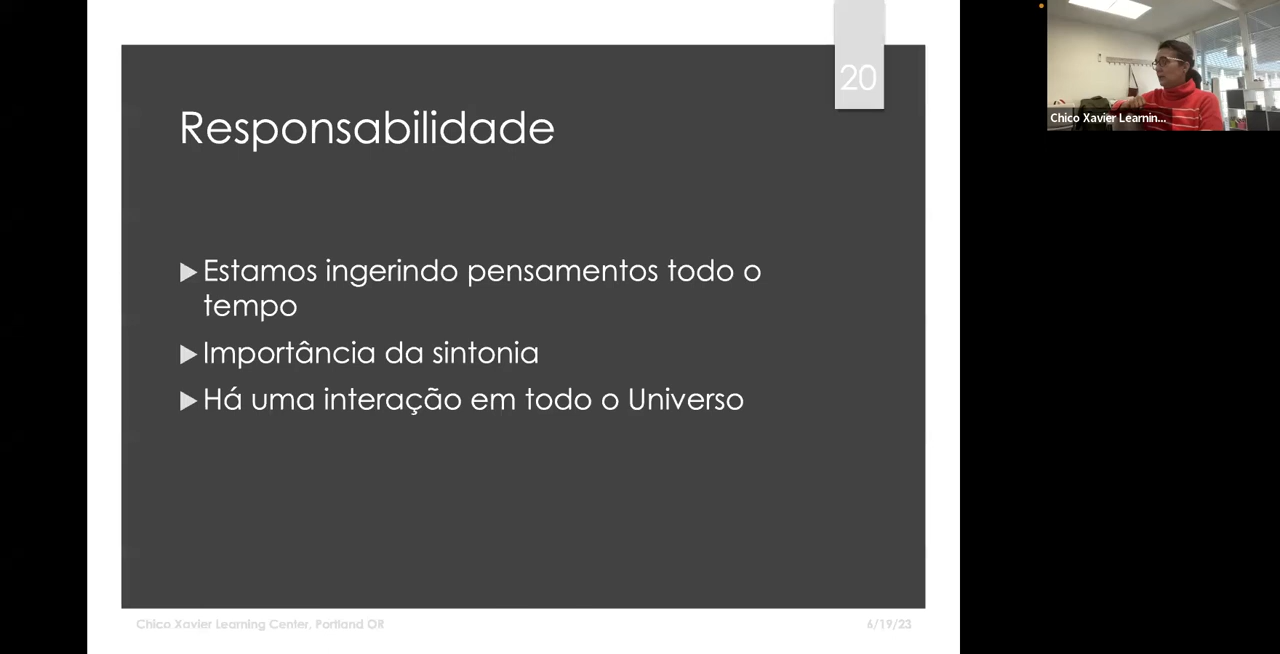 20
Responsabilidade
Estamos ingerindo pensamentos todo o
tempo
Importância da sintonia
Há uma interação em todo o Universo
Chico Xavier Learning Center, Portland OR
6/19/23
Chico Xavier Learnin...